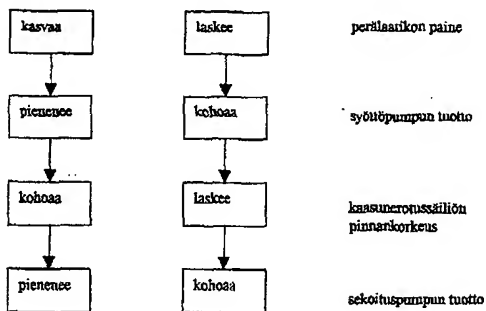 kasvaa laskee perälaatikon paine
pienenee kohoaa syöttöpumpun tuotto
kohoaa laskee kaasunerotussäiliön
pinnankorkeus
pienenee kohoaa sekoituspumpun tuotto